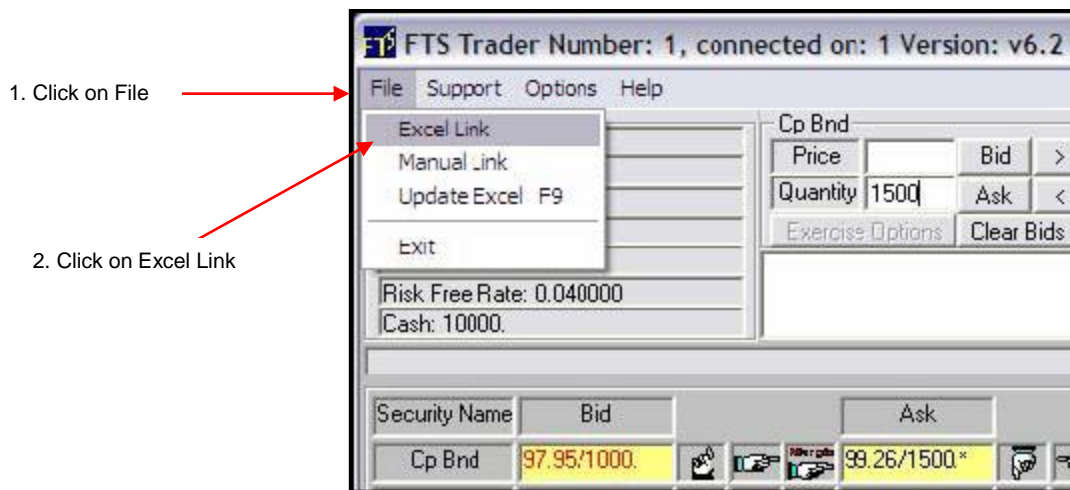 FTS FTS Trader Number: 1, connected on: 1 Version: v6.2
1. Click on File
File Support Options Help
Excel Link
Manual Link
Update Excel F9
Exit
2. Click on Excel Link
Risk Free Rate: 0.040000
Cash: 10000.
Cp Bnd
Price Bid >
Quantity 1500 Ask <
Exercise Options Clear Bids
Security Name Bid Ask
Cp Bnd 97.95/1000. 99.26/1500.*